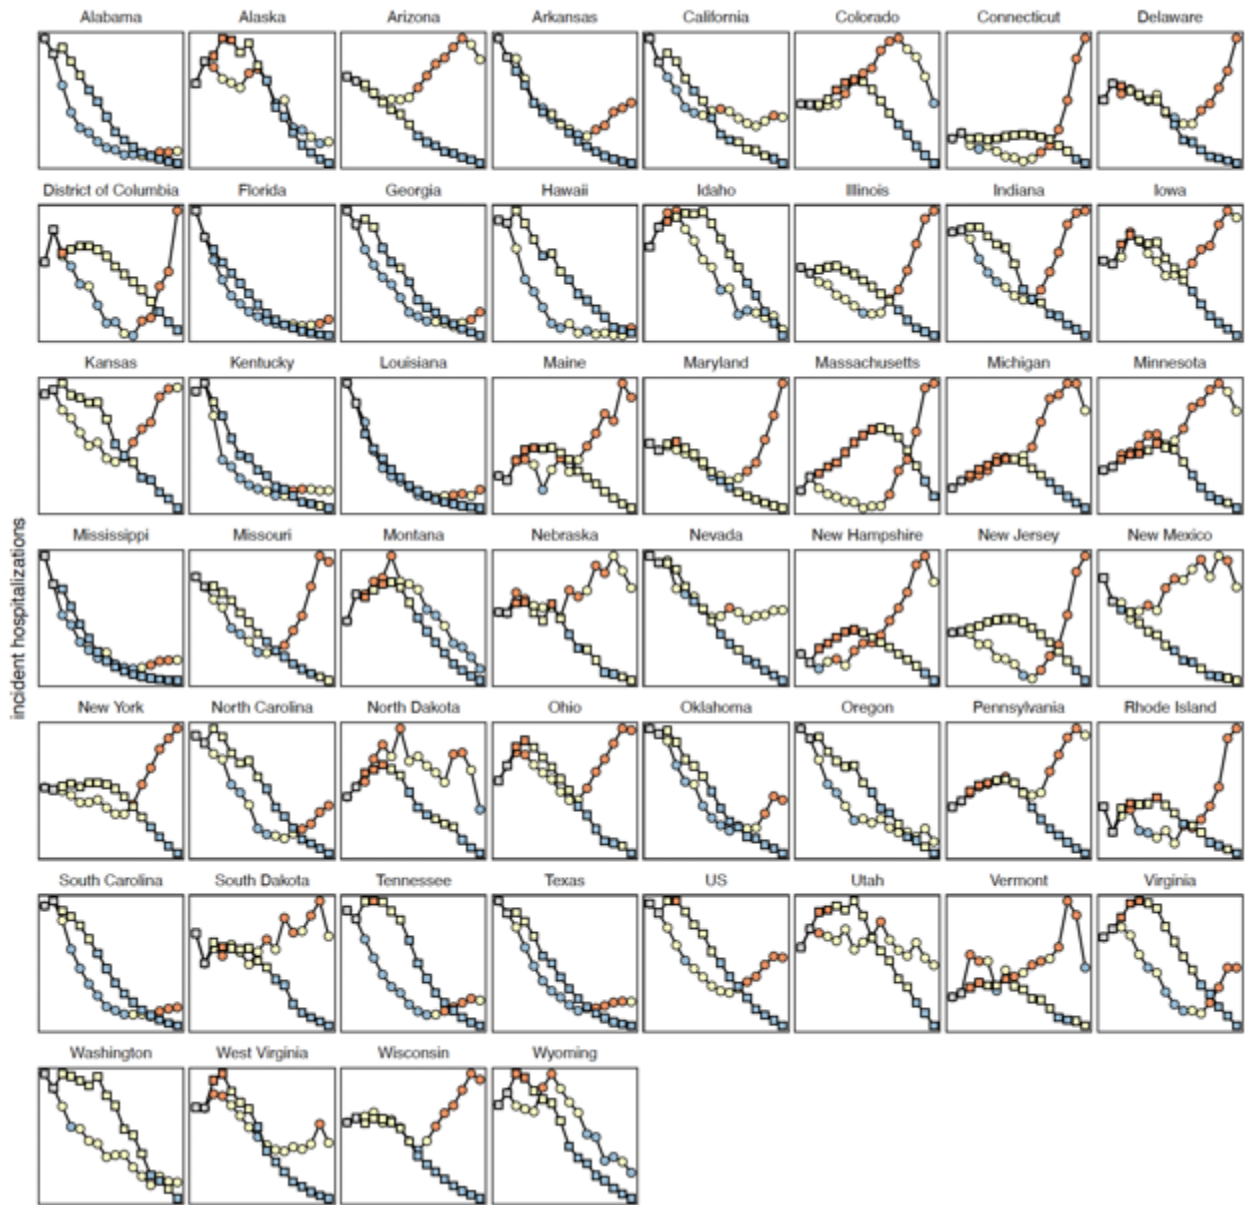 Alabama Alaska Arizona Arkansas California Colorado Connecticut Delaware
District of Columbia Florida Georgia Hawaii Idaho Illinois Indiana Iowa
Kansas Kentucky Louisiana Maine Maryland Massachusetts Michigan Minnesota
incident hospitalizations
Mississippi Missouri Montana Nebraska Nevada New Hampshire New Jersey New Mexico
New York North Carolina North Dakota Ohio Oklahoma Oregon Pennsylvania Rhode Island
South Carolina South Dakota Tennessee Texas US Utah Vermont Virginia
Washington West Virginia Wisconsin Wyoming